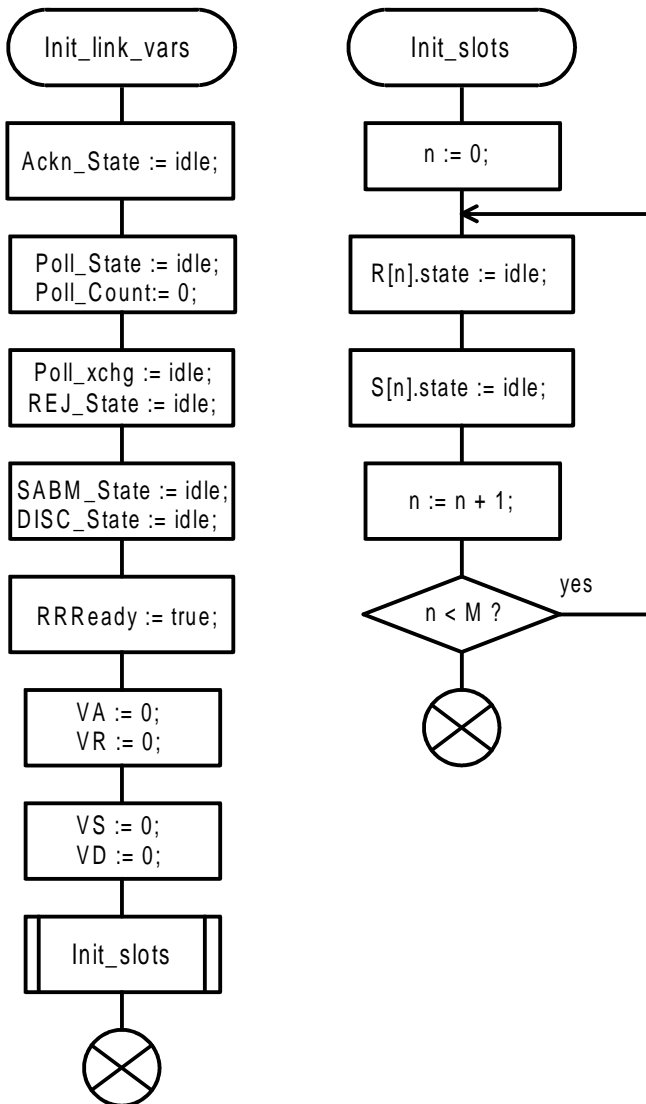 Init_link_vars
Ackn_State := idle;
Poll_State := idle;
Poll_Count:= 0;
Poll_xchg := idle;
REJ_State := idle;
SABM_State := idle;
DISC_State := idle;
RRReady := true;
VA := 0;
VR := 0;
VS := 0;
VD := 0;
Init_slots
Init_slots
n := 0;
R[n].state := idle;
S[n].state := idle;
n := n + 1;
n < M ?
yes